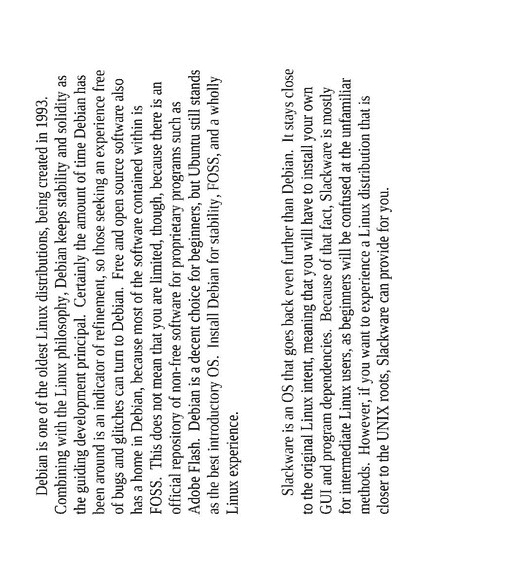 Debian is one of the oldest Linux distributions, being created in 1993.
Combining with the Linux philosophy, Debian keeps stability and solidity as
the guiding development principal. Certainly the amount of time Debian has
been around is an indicator of refinement, so those seeking an experience free
of bugs and glitches can turn to Debian. Free and open source software also
has a home in Debian, because most of the software contained within is
FOSS. This does not mean that you are limited, though, because there is an
official repository of non-free software for proprietary programs such as
Adobe Flash. Debian is a decent choice for beginners, but Ubuntu still stands
as the best introductory OS. Install Debian for stability, FOSS, and a wholly
Linux experience.
Slackware is an OS that goes back even further than Debian. It stays close
to the original Linux intent, meaning that you will have to install your own
GUI and program dependencies. Because of that fact, Slackware is mostly
for intermediate Linux users, as beginners will be confused at the unfamiliar
methods. However, if you want to experience a Linux distribution that is
closer to the UNIX roots, Slackware can provide for you.